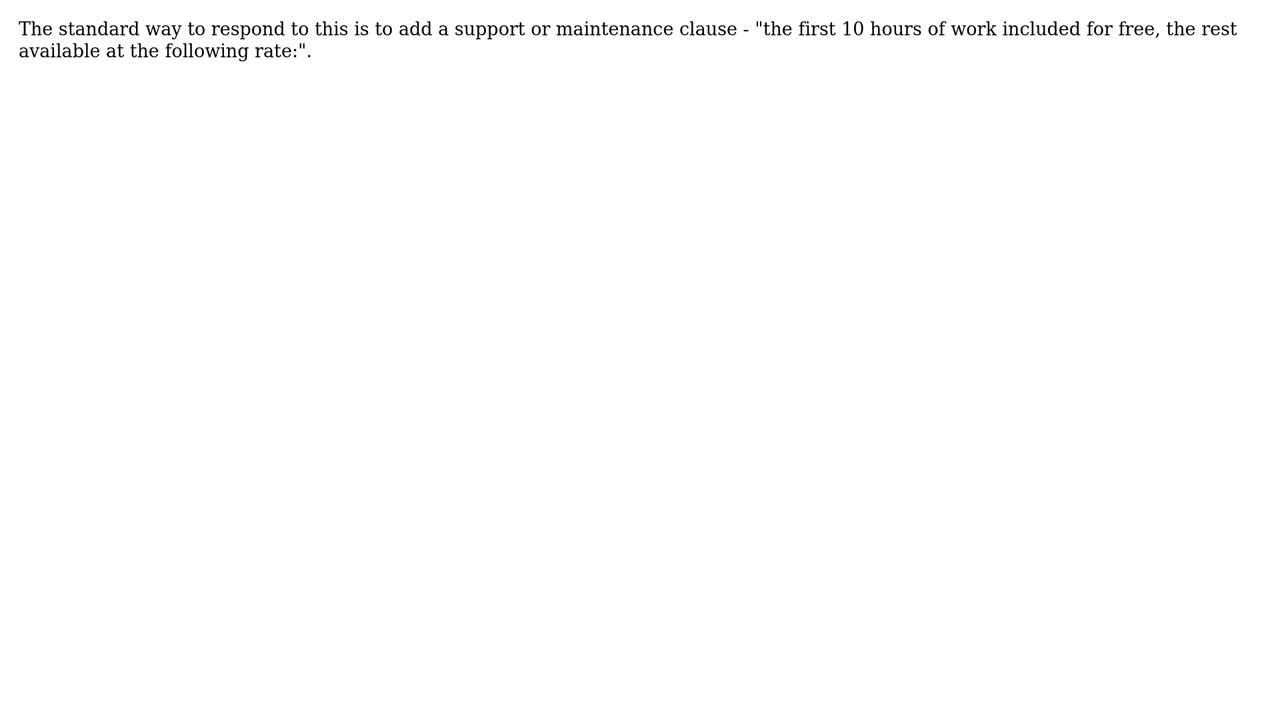 The standard way to respond to this is to add a support or maintenance clause - "the first 10 hours of work included for free, the rest
available at the following rate:".